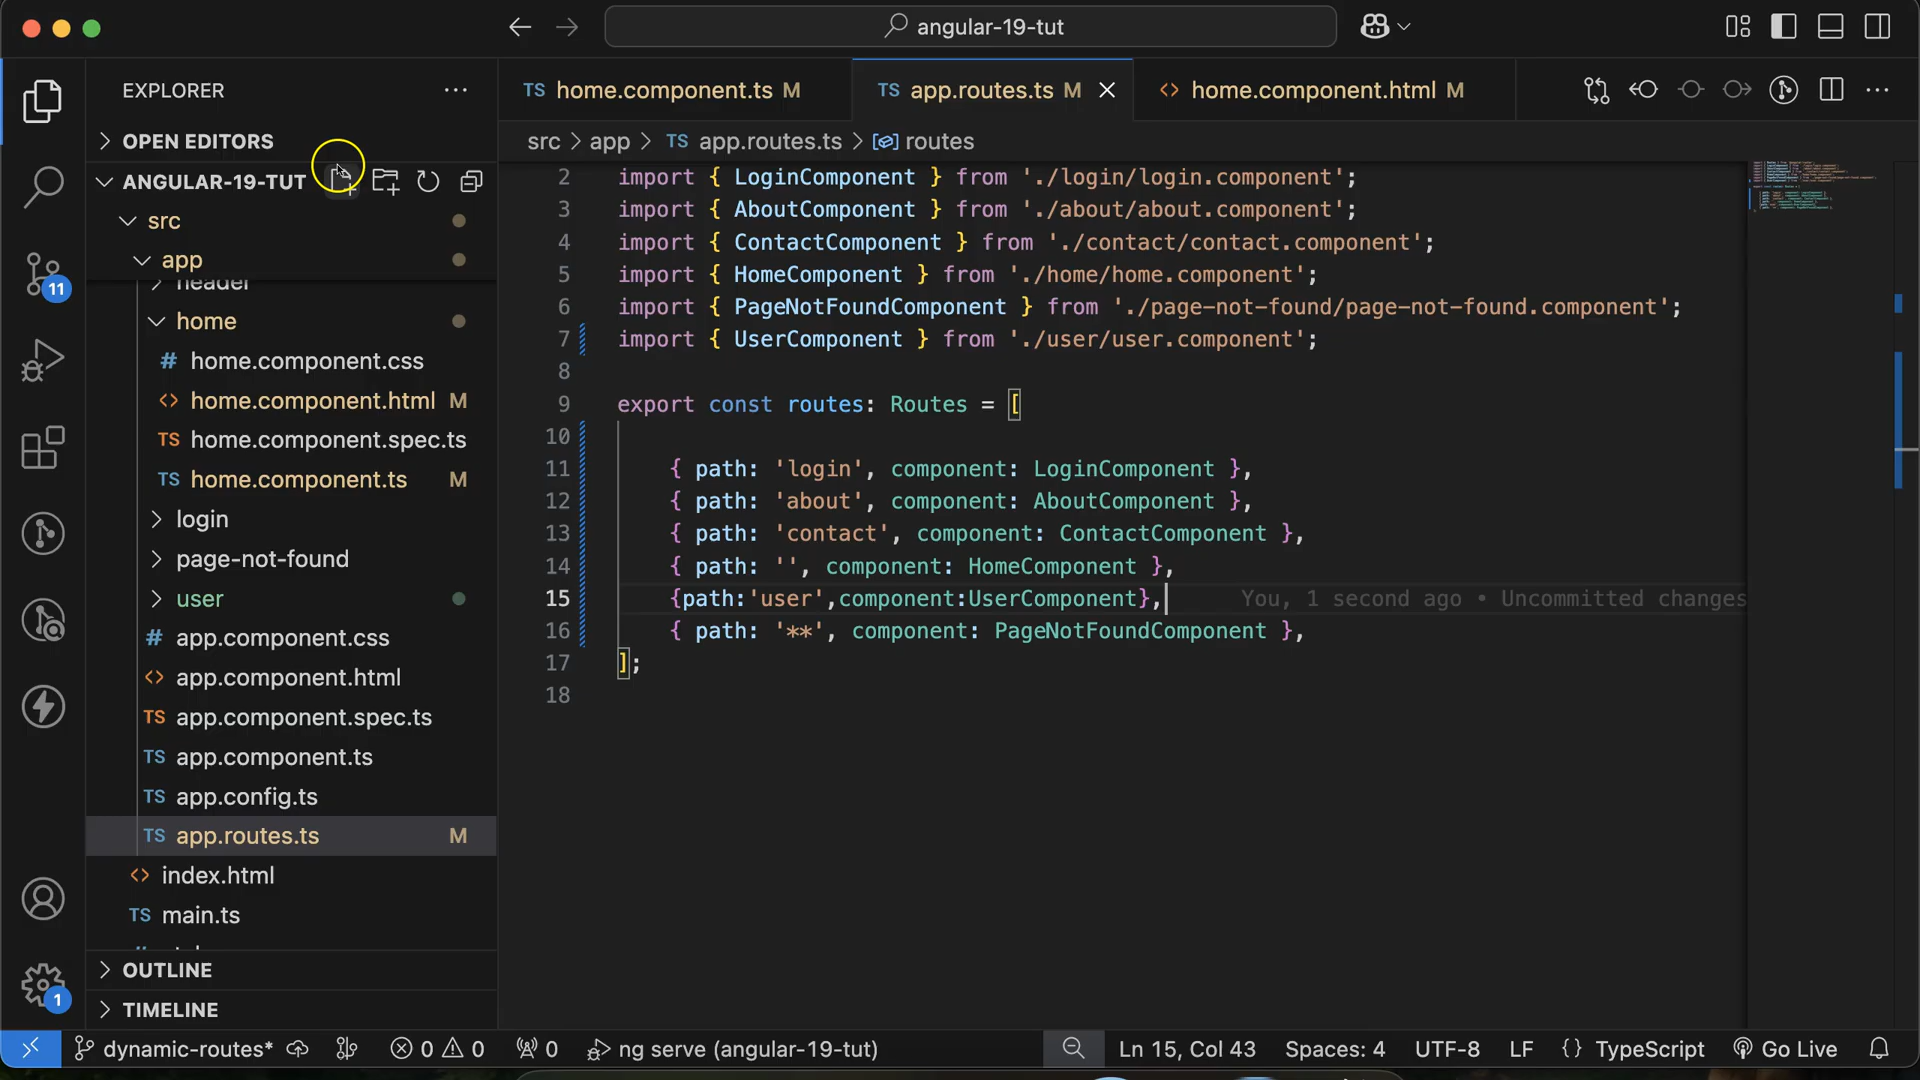 angular-19-tut
EXPLORER
OPEN EDITORS
ANGULAR-19-TUT
src
app
header
home
home.component.css
home.component.html M
home.component.spec.ts
home.component.ts M
login
page-not-found
user
app.component.css
app.component.html
app.component.spec.ts
app.component.ts
app.config.ts
app.routes.ts M
index.html
main.ts
OUTLINE
TIMELINE
11
1
TS home.component.ts M
TS app.routes.ts M
home.component.html M
src > app > TS app.routes.ts > routes
2 import { LoginComponent } from './login/login.component';
3 import { AboutComponent } from './about/about.component';
4 import { ContactComponent } from './contact/contact.component';
5 import { HomeComponent } from './home/home.component';
6 import { PageNotFoundComponent } from './page-not-found/page-not-found.component';
7 import { UserComponent } from './user/user.component';
8
9 export const routes: Routes = [
10
11 { path: 'login', component: LoginComponent },
12 { path: 'about', component: AboutComponent },
13 { path: 'contact', component: ContactComponent },
14 { path: '', component: HomeComponent },
15 {path:'user',component:UserComponent}, You, 1 second ago • Uncommitted changes
16 { path: '**', component: PageNotFoundComponent },
17 ];
18
dynamic-routes* 0 0 0 ng serve (angular-19-tut) Ln 15, Col 43 Spaces: 4 UTF-8 LF {} TypeScript Go Live